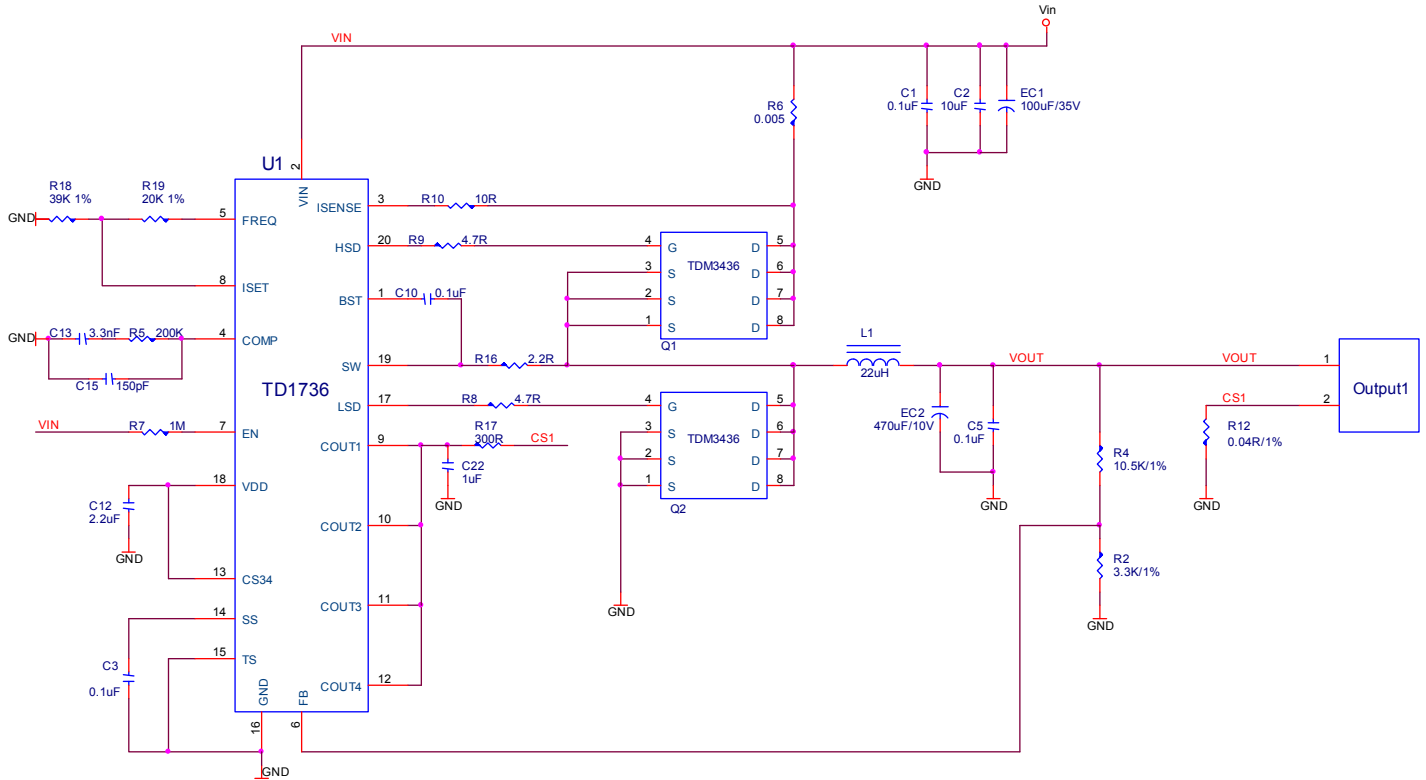 Vin
VIN
R6
0.005
C1
0.1uF
C2
10uF
EC1
100uF/35V
GND
U1
2
VIN
R18
39K 1%
R19
20K 1%
GND
5
FREQ
8
ISET
GND
C13
3.3nF
R5
200K
4
COMP
C15
150pF
TD1736
VIN
R7
1M
7
EN
18
VDD
C12
2.2uF
GND
13
CS34
14
SS
15
TS
C3
0.1uF
GND
16
GND
FB
6
ISENSE
3
R10
10R
HSD
20
R9
4.7R
BST
1
C10
0.1uF
SW
19
R16
2.2R
LSD
17
R8
4.7R
COUT1
9
R17
300R
CS1
C22
1uF
GND
COUT2
10
COUT3
11
COUT4
12
4
G
D
5
TDM3436
3
S
D
6
2
S
D
7
1
S
D
8
Q1
4
G
D
5
TDM3436
3
S
D
6
2
S
D
7
1
S
D
8
Q2
GND
L1
22uH
VOUT
VOUT
EC2
470uF/10V
C5
0.1uF
GND
R4
10.5K/1%
R2
3.3K/1%
GND
CS1
R12
0.04R/1%
GND
1
2
Output1